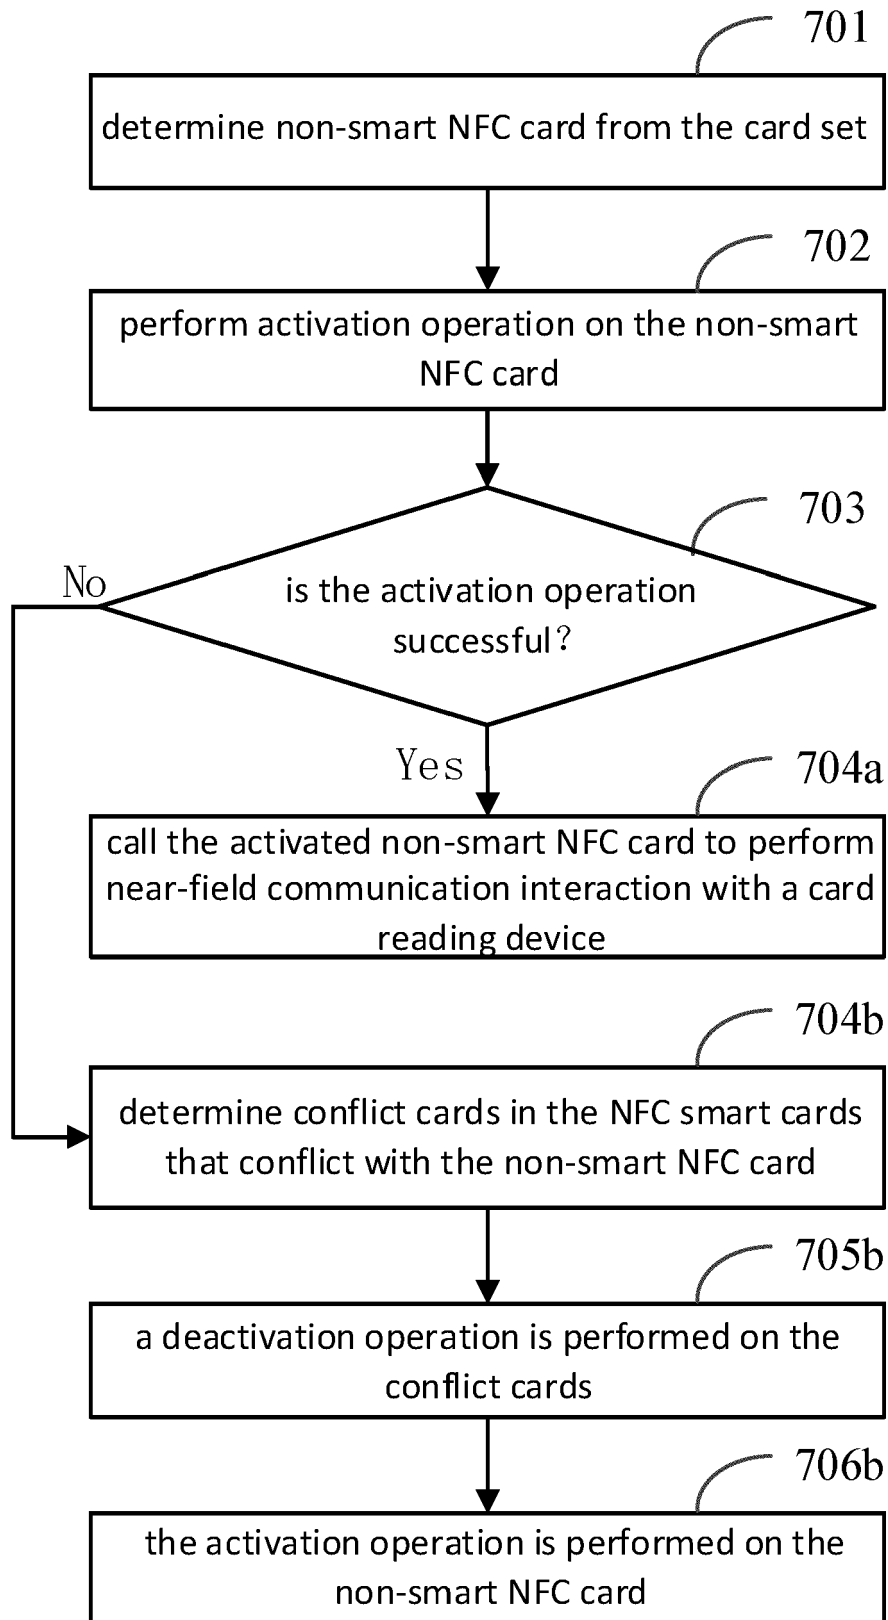 701
determine non-smart NFC card from the card set
702
perform activation operation on the non-smart
NFC card
703
No
is the activation operation
successful?
Yes
704a
call the activated non-smart NFC card to perform
near-field communication interaction with a card
reading device
704b
determine conflict cards in the NFC smart cards
that conflict with the non-smart NFC card
705b
a deactivation operation is performed on the
conflict cards
706b
the activation operation is performed on the
non-smart NFC card